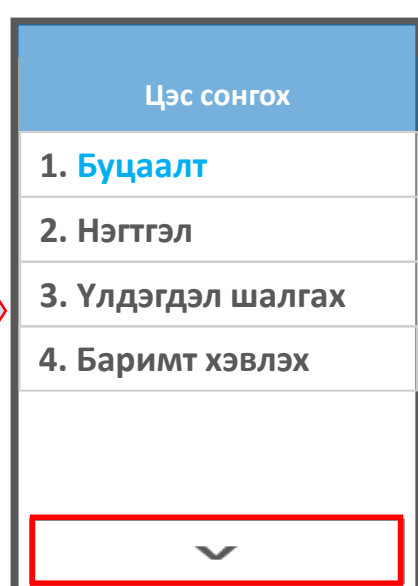 Цэс сонгох
1. Буцаалт
2. Нэгтгэл
3. Үлдэгдэл шалгах
4. Баримт хэвлэх